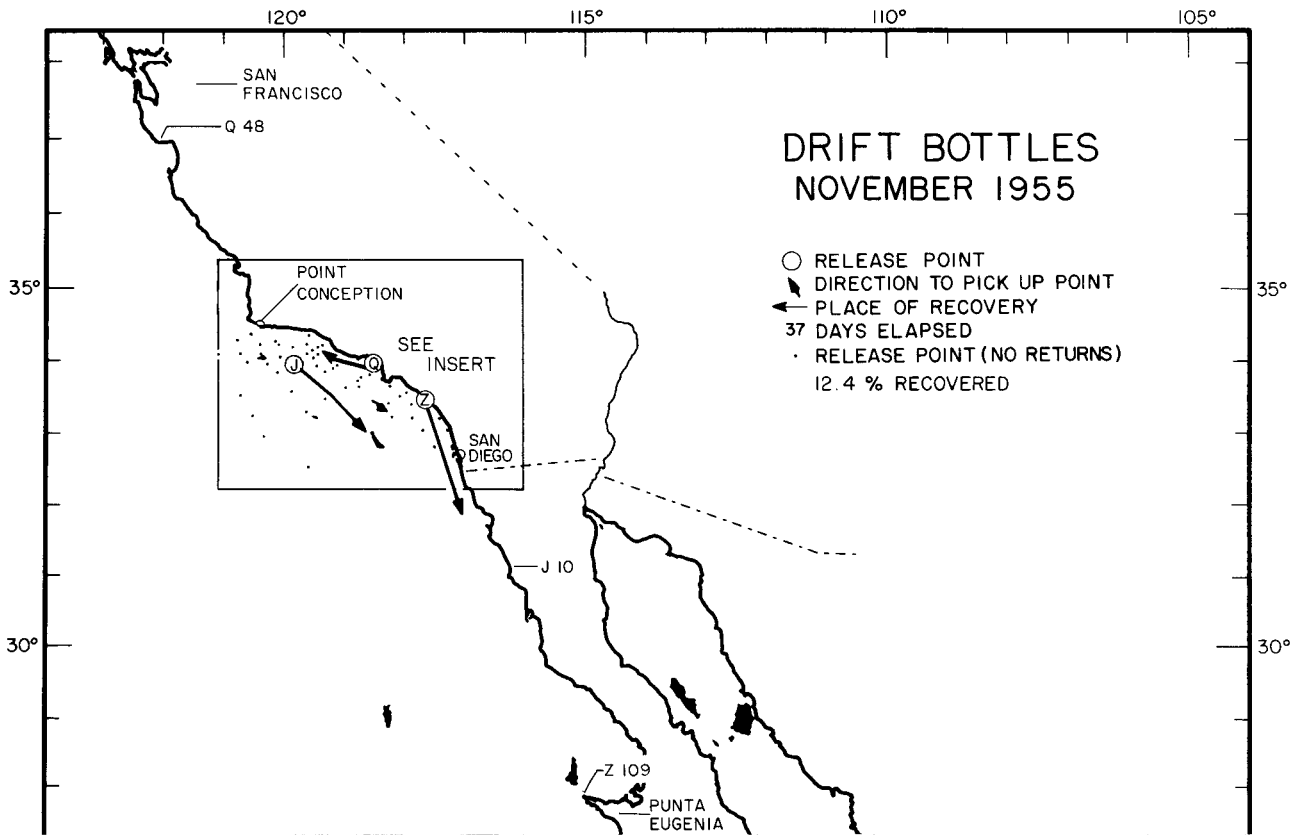 120° 115° 110° 105°
SAN
FRANCISCO
Q 48
DRIFT BOTTLES
NOVEMBER 1955
RELEASE POINT
DIRECTION TO PICK UP POINT
PLACE OF RECOVERY
37 DAYS ELAPSED
RELEASE POINT (NO RETURNS)
12.4 % RECOVERED
35° 35°
POINT
CONCEPTION
SEE
INSERT
J
Q
Z
SAN
DIEGO
J 10
30° 30°
Z 109
PUNTA
EUGENIA